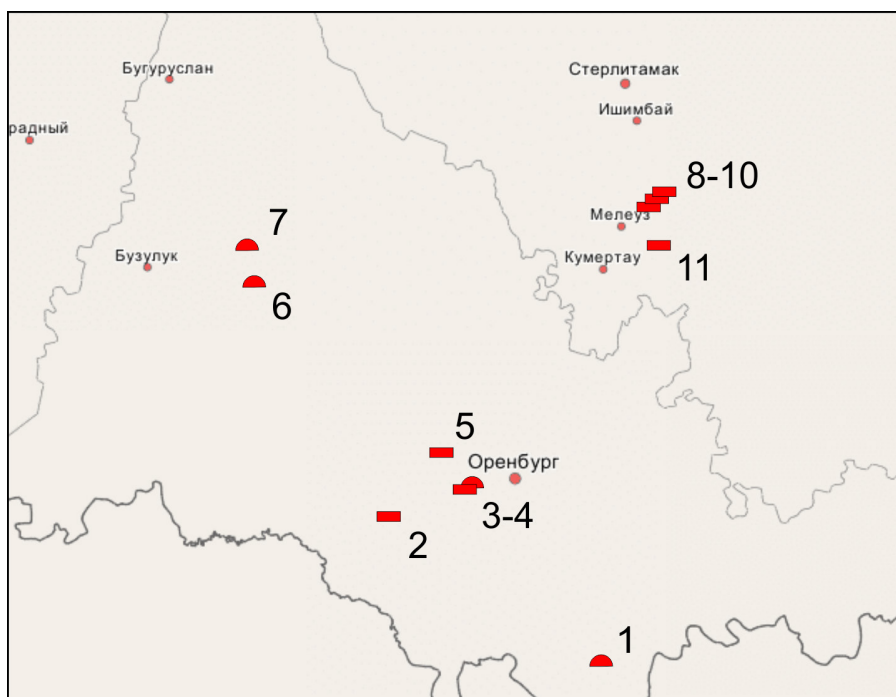 Бугуруслан
Стерлитамак
Ишимбай
радный
8-10
Мелеуз
7
Бузулук
Кумертау
11
6
5
Оренбург
3-4
2
1